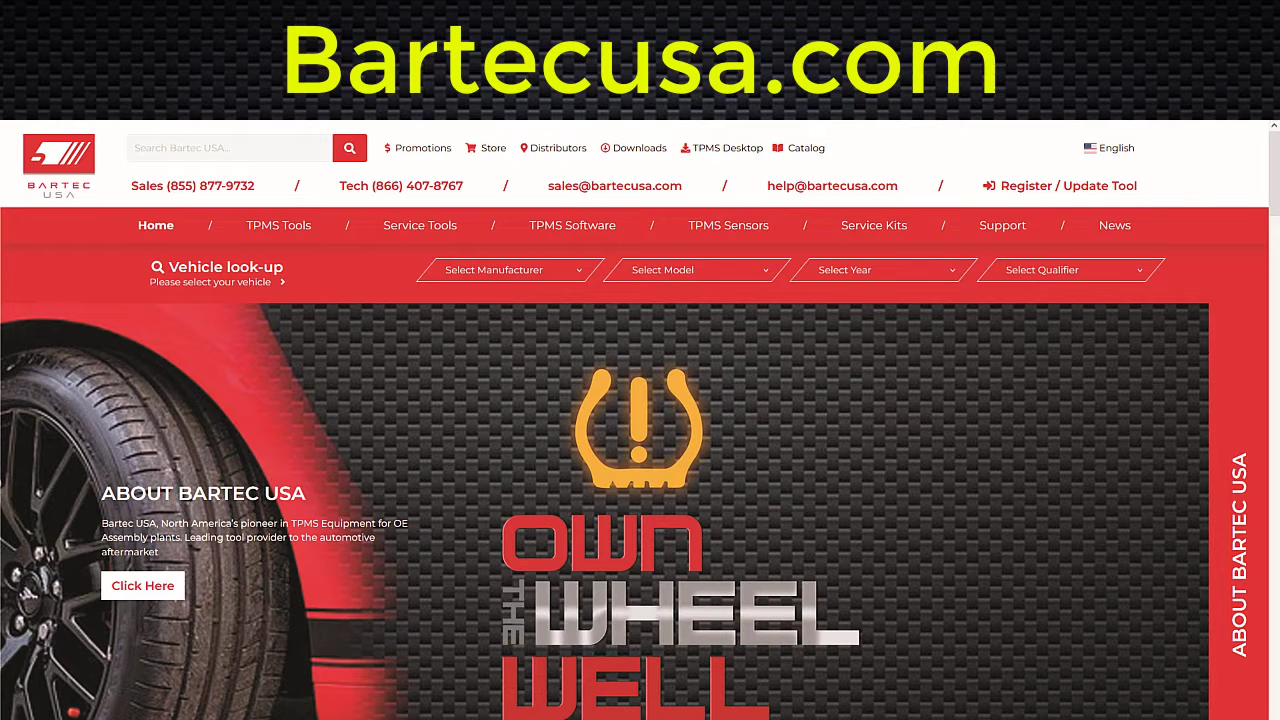 Bartecusa.com
Search Bartec USA...
Promotions Store Distributors Downloads TPMS Desktop Catalog
English
BARTEC
USA
Sales (855) 877-9732 / Tech (866) 407-8767 / sales@bartecusa.com / help@bartecusa.com / Register / Update Tool
Home / TPMS Tools / Service Tools / TPMS Software / TPMS Sensors / Service Kits / Support / News
Vehicle look-up
Please select your vehicle
Select Manufacturer Select Model Select Year Select Qualifier
ABOUT BARTEC USA
Bartec USA, North America's pioneer in TPMS Equipment for OE
Assembly plants. Leading tool provider to the automotive
aftermarket
Click Here
OWN
THE WHEEL
WELL
ABOUT BARTEC USA